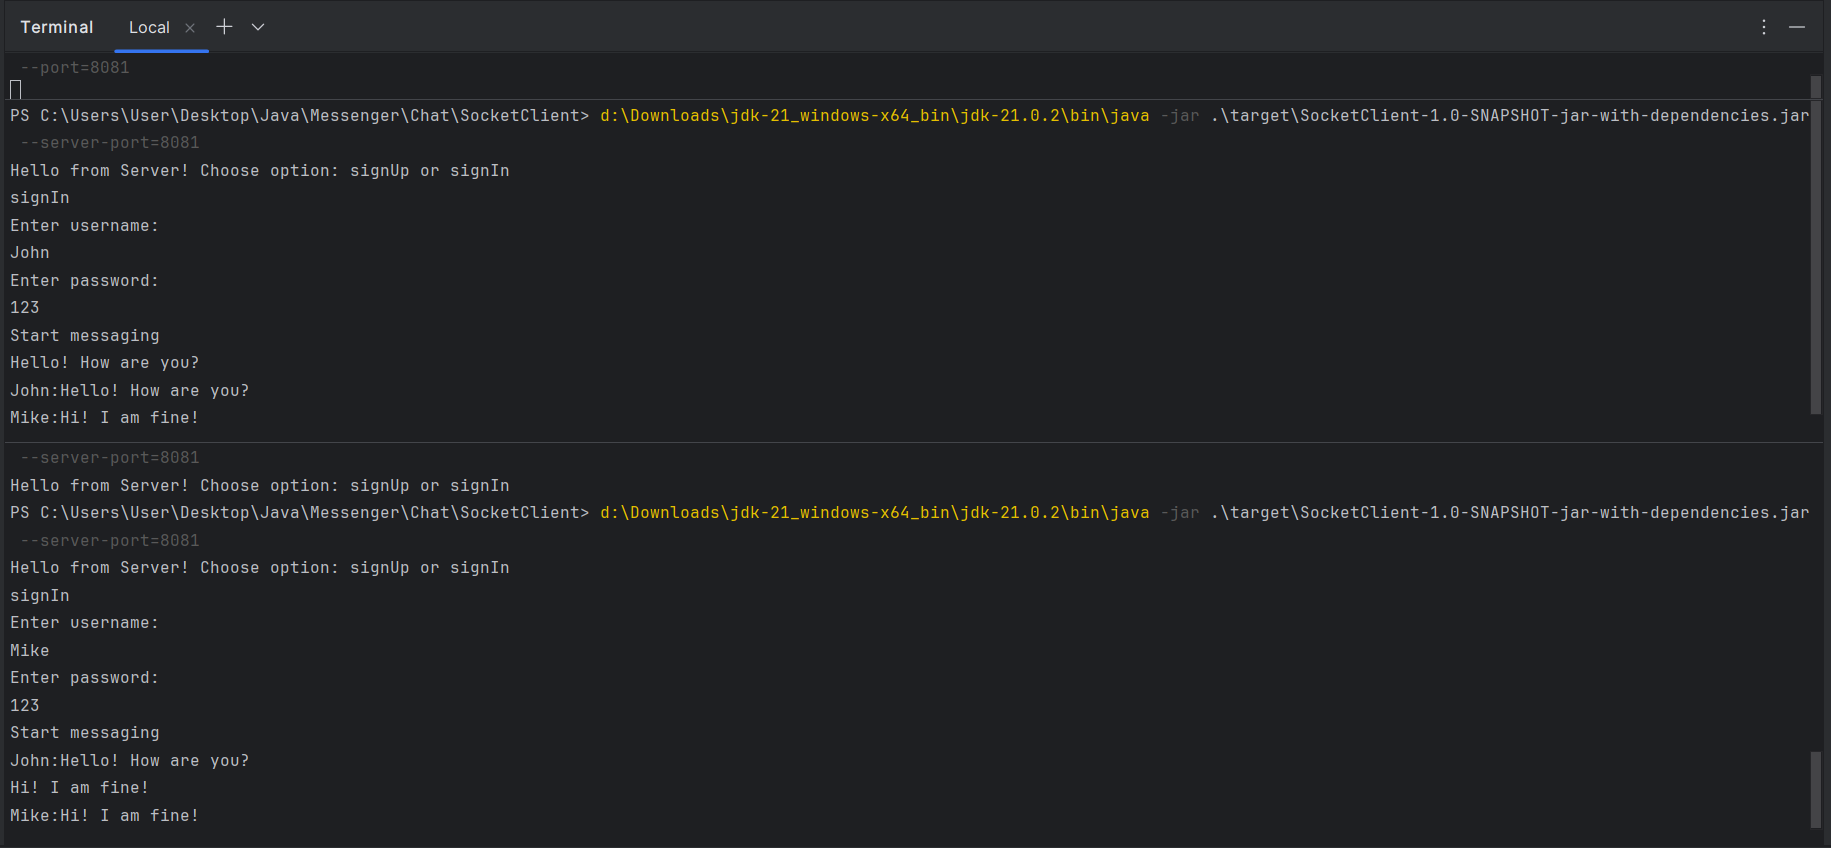 Terminal Local
--port=8081
PS C:\Users\User\Desktop\Java\Messenger\Chat\SocketClient> d:\Downloads\jdk-21_windows-x64_bin\jdk-21.0.2\bin\java -jar .\target\SocketClient-1.0-SNAPSHOT-jar-with-dependencies.jar
--server-port=8081
Hello from Server! Choose option: signUp or signIn
signIn
Enter username:
John
Enter password:
123
Start messaging
Hello! How are you?
John:Hello! How are you?
Mike:Hi! I am fine!
--server-port=8081
Hello from Server! Choose option: signUp or signIn
PS C:\Users\User\Desktop\Java\Messenger\Chat\SocketClient> d:\Downloads\jdk-21_windows-x64_bin\jdk-21.0.2\bin\java -jar .\target\SocketClient-1.0-SNAPSHOT-jar-with-dependencies.jar
--server-port=8081
Hello from Server! Choose option: signUp or signIn
signIn
Enter username:
Mike
Enter password:
123
Start messaging
John:Hello! How are you?
Hi! I am fine!
Mike:Hi! I am fine!